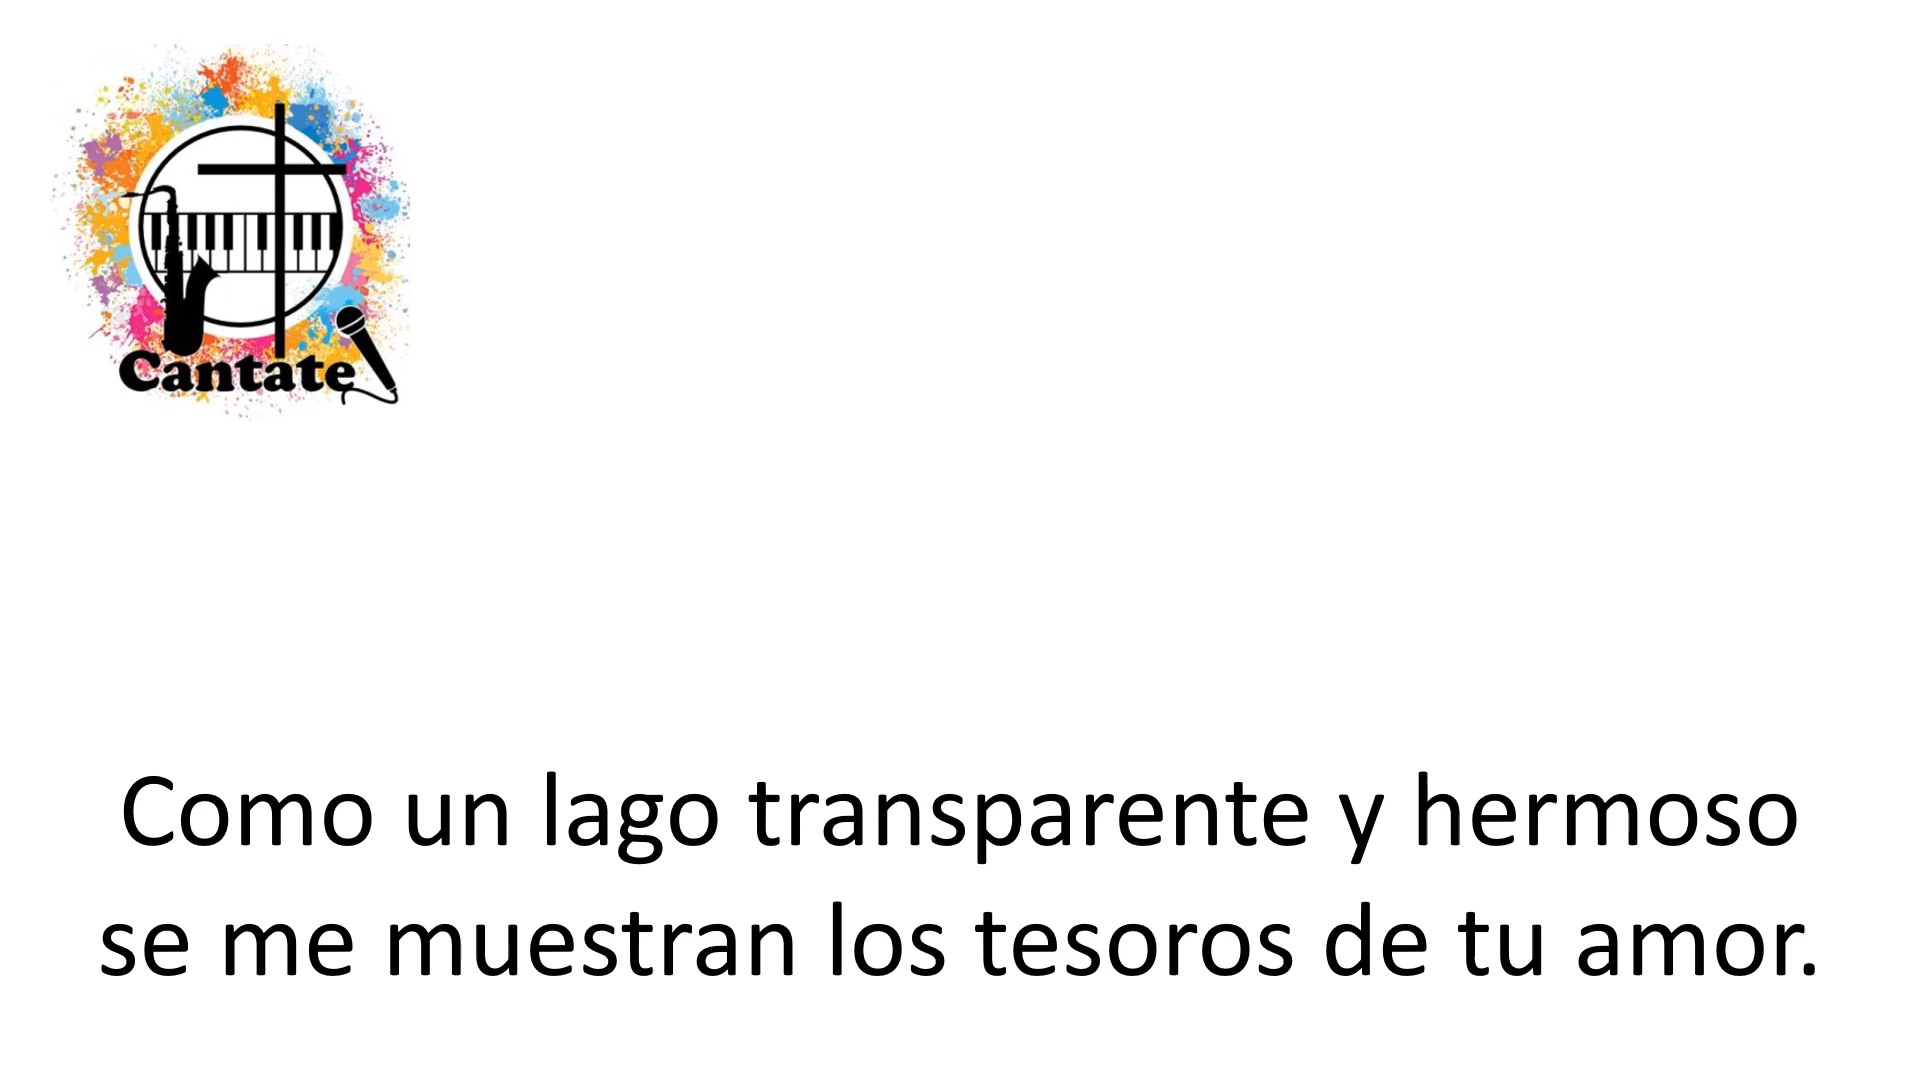 Cantate
Como un lago transparente y hermoso
se me muestran los tesoros de tu amor.